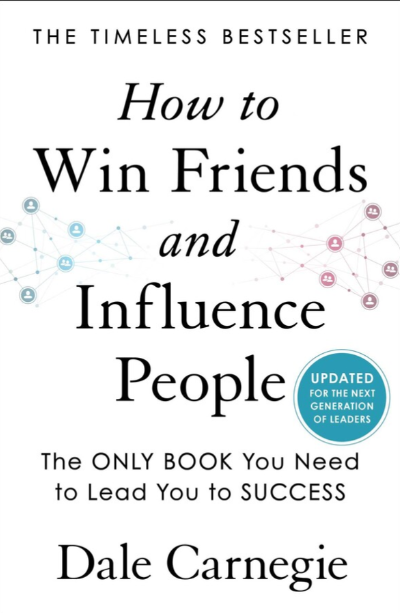 THE TIMELESS BESTSELLER
How to
Win Friends
and
Influence
People
UPDATED
FOR THE NEXT
GENERATION
OF LEADERS
The ONLY BOOK You Need
to Lead You to SUCCESS
Dale Carnegie